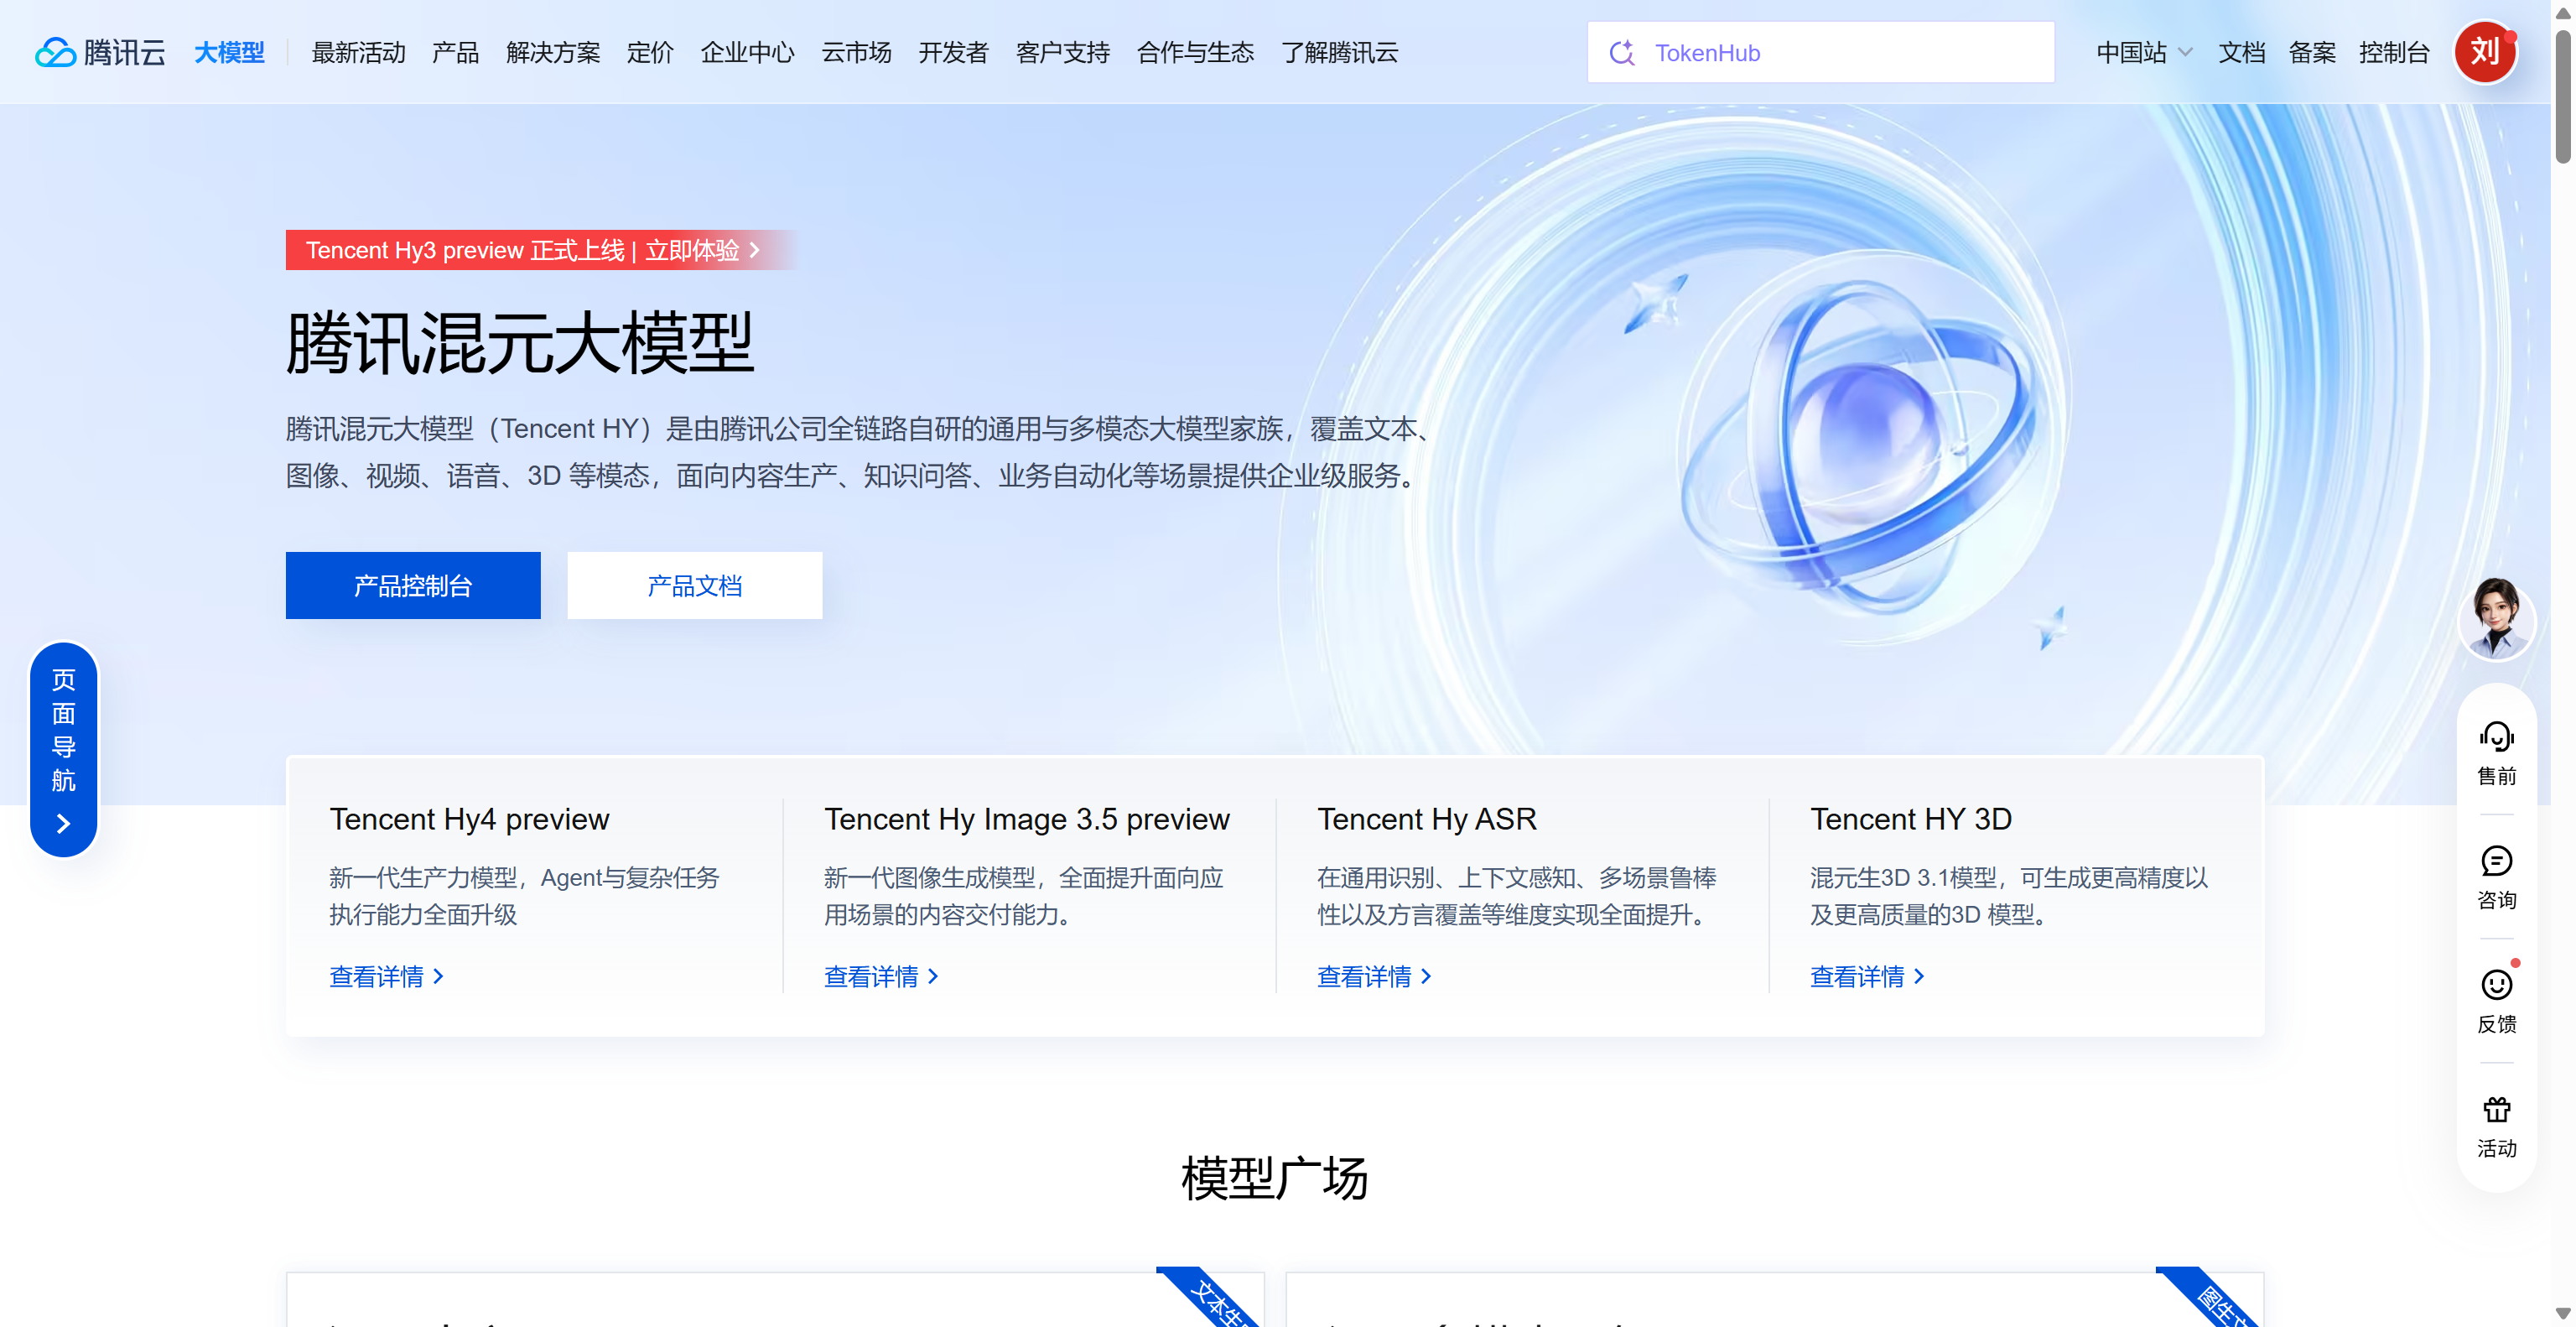 腾讯云 大模型 最新活动 产品 解决方案 定价 企业中心 云市场 开发者 客户支持 合作与生态 了解腾讯云 TokenHub 中国站 文档 备案 控制台 刘
Tencent Hy3 preview 正式上线 | 立即体验
腾讯混元大模型
腾讯混元大模型（Tencent HY）是由腾讯公司全链路自研的通用与多模态大模型家族，覆盖文本、
图像、视频、语音、3D 等模态，面向内容生产、知识问答、业务自动化等场景提供企业级服务。
产品控制台 产品文档
页面导航
Tencent Hy4 preview
新一代生产力模型，Agent与复杂任务
执行能力全面升级
查看详情
Tencent Hy Image 3.5 preview
新一代图像生成模型，全面提升面向应
用场景的内容交付能力。
查看详情
Tencent Hy ASR
在通用识别、上下文感知、多场景鲁棒
性以及方言覆盖等维度实现全面提升。
查看详情
Tencent HY 3D
混元生3D 3.1模型，可生成更高精度以
及更高质量的3D 模型。
查看详情
售前
咨询
反馈
活动
模型广场
文本生
图生文